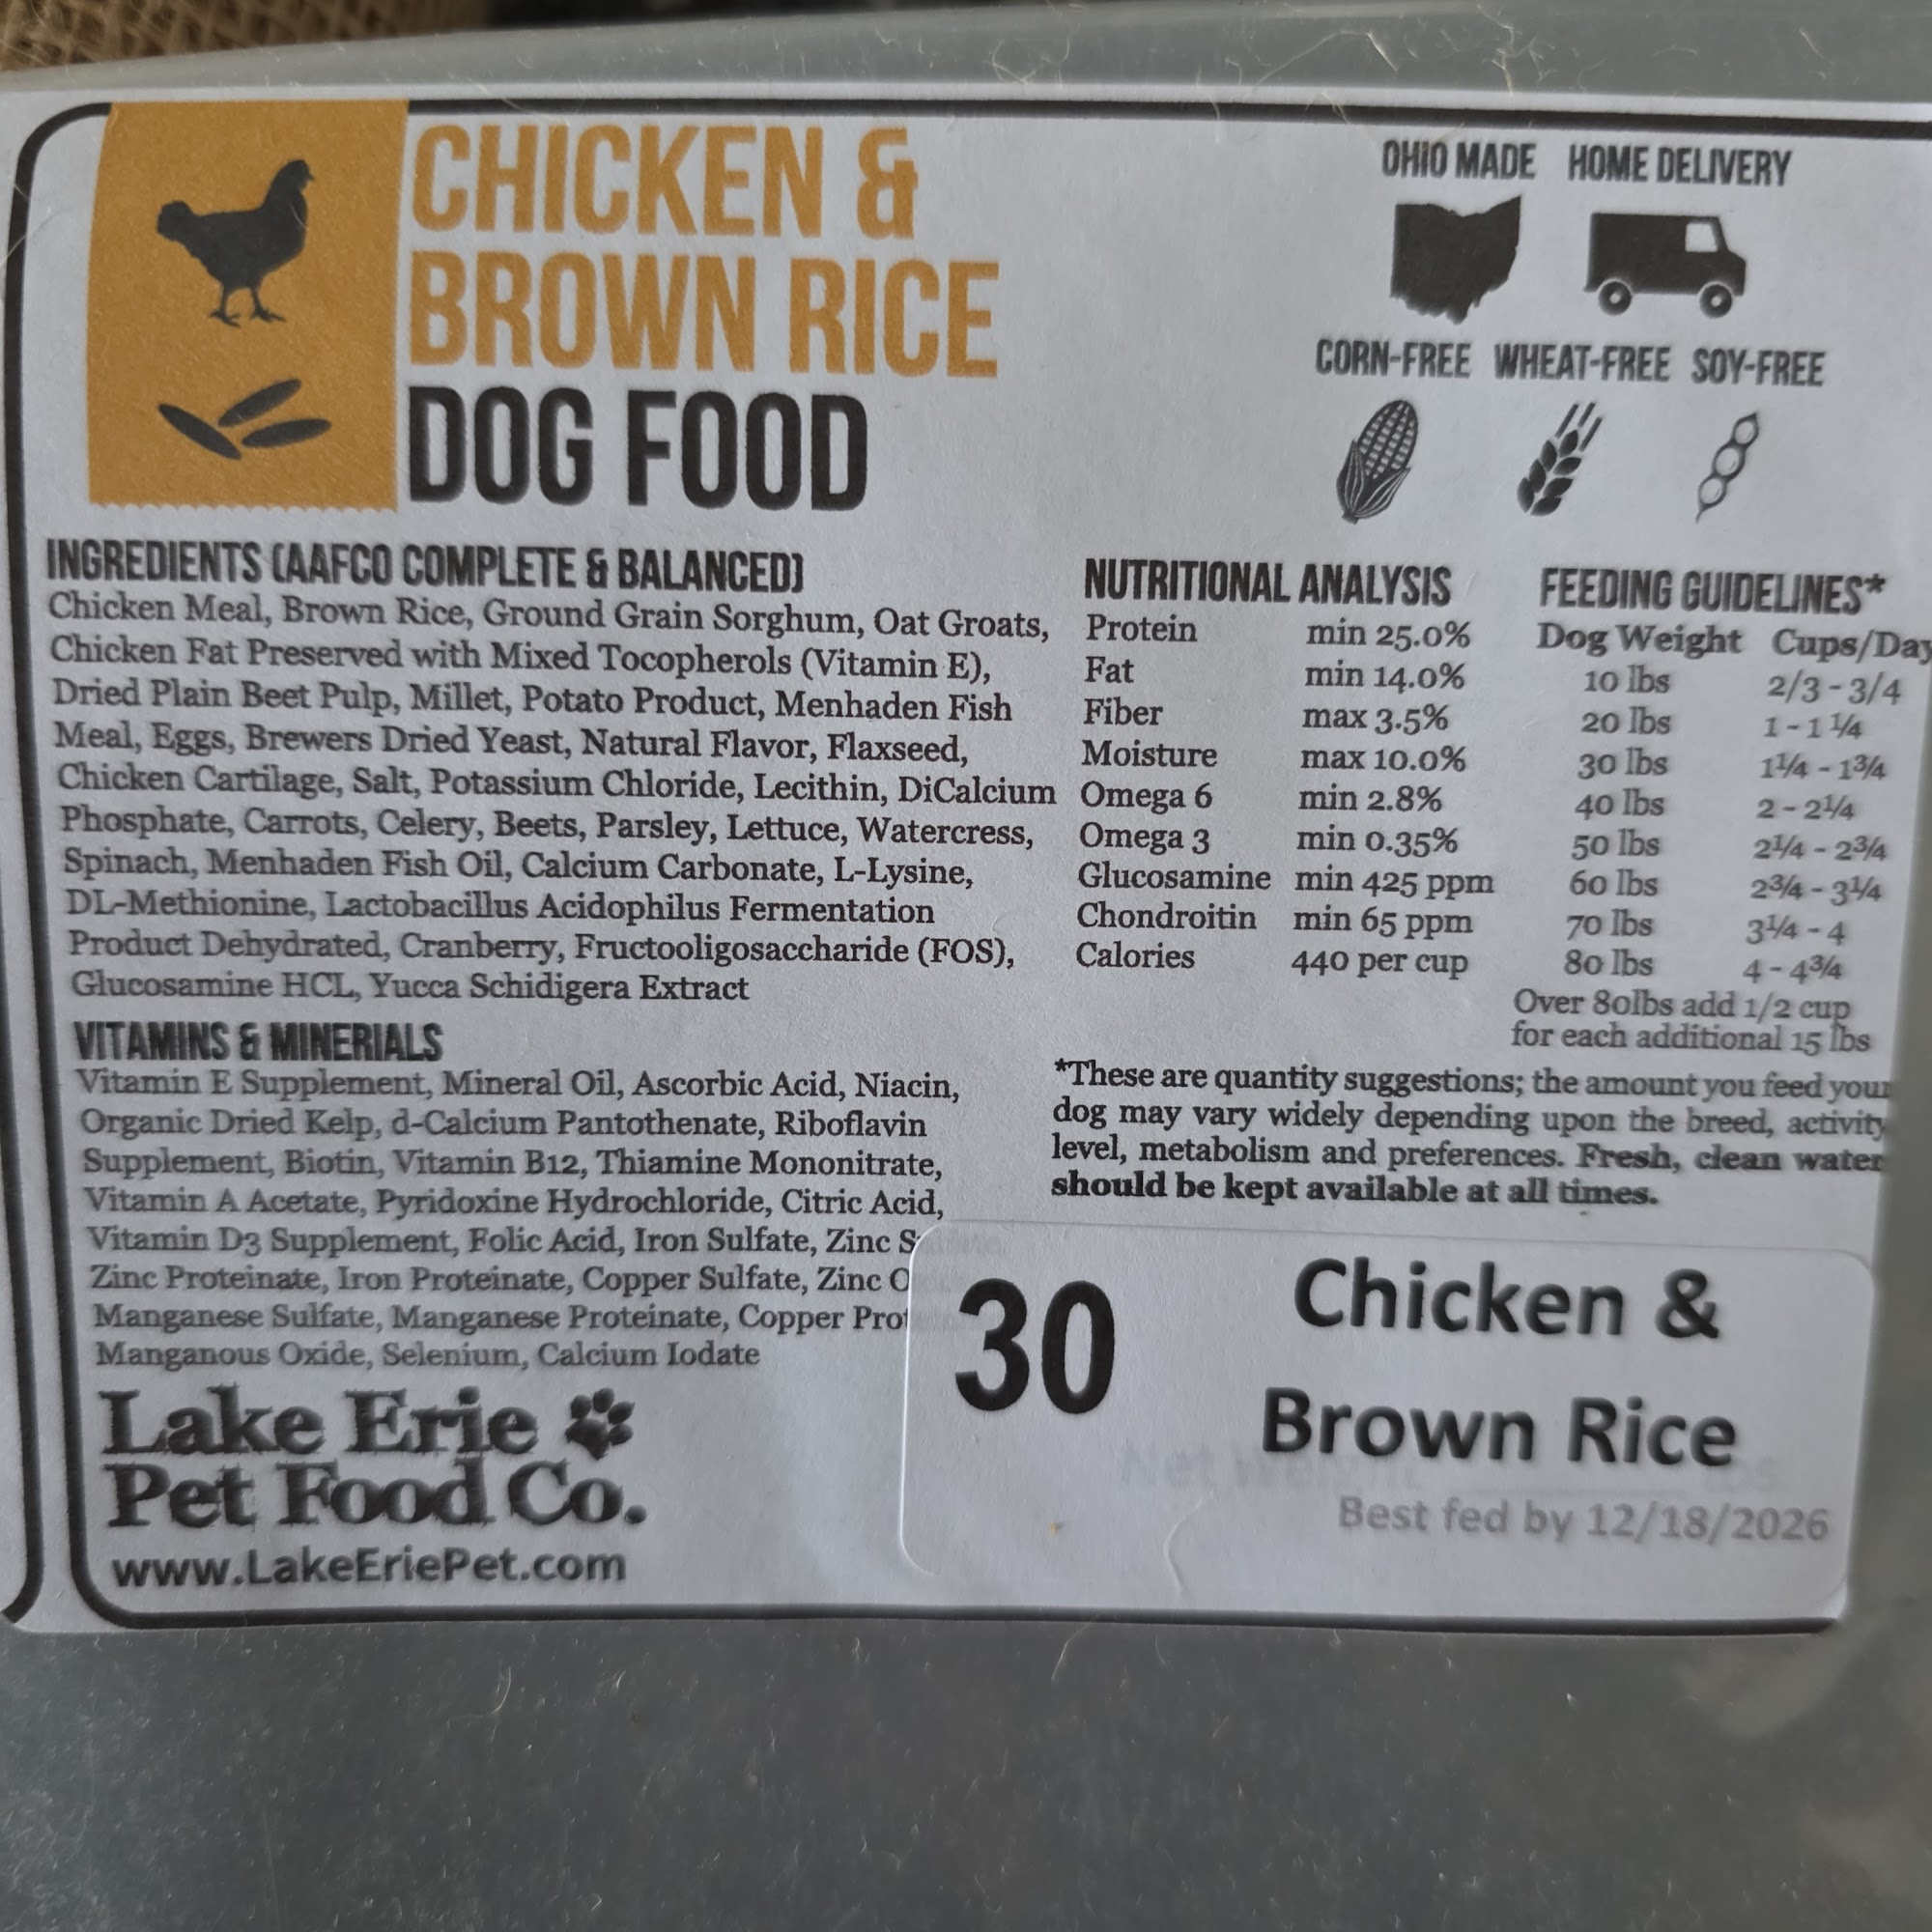 CHICKEN &
BROWN RICE
DOG FOOD
OHIO MADE HOME DELIVERY
CORN-FREE WHEAT-FREE SOY-FREE
INGREDIENTS (AAFCO COMPLETE & BALANCED)
Chicken Meal, Brown Rice, Ground Grain Sorghum, Oat Groats,
Chicken Fat Preserved with Mixed Tocopherols (Vitamin E),
Dried Plain Beet Pulp, Millet, Potato Product, Menhaden Fish
Meal, Eggs, Brewers Dried Yeast, Natural Flavor, Flaxseed,
Chicken Cartilage, Salt, Potassium Chloride, Lecithin, DiCalcium
Phosphate, Carrots, Celery, Beets, Parsley, Lettuce, Watercress,
Spinach, Menhaden Fish Oil, Calcium Carbonate, L-Lysine,
DL-Methionine, Lactobacillus Acidophilus Fermentation
Product Dehydrated, Cranberry, Fructooligosaccharide (FOS),
Glucosamine HCL, Yucca Schidigera Extract
VITAMINS & MINERIALS
Vitamin E Supplement, Mineral Oil, Ascorbic Acid, Niacin,
Organic Dried Kelp, d-Calcium Pantothenate, Riboflavin
Supplement, Biotin, Vitamin B12, Thiamine Mononitrate,
Vitamin A Acetate, Pyridoxine Hydrochloride, Citric Acid,
Vitamin D3 Supplement, Folic Acid, Iron Sulfate, Zinc
Zinc Proteinate, Iron Proteinate, Copper Sulfate, Zinc
Manganese Sulfate, Manganese Proteinate, Copper
Manganous Oxide, Selenium, Calcium Iodate
Lake Erie
Pet Food Co.
www.LakeEriePet.com
NUTRITIONAL ANALYSIS
Protein min 25.0%
Fat min 14.0%
Fiber max 3.5%
Moisture max 10.0%
Omega 6 min 2.8%
Omega 3 min 0.35%
Glucosamine min 425 ppm
Chondroitin min 65 ppm
Calories 440 per cup
FEEDING GUIDELINES*
Dog Weight Cups/Day
10 lbs 2/3 - 3/4
20 lbs 1 - 1 1/4
30 lbs 1 1/4 - 1 3/4
40 lbs 2 - 2 1/4
50 lbs 2 1/4 - 2 3/4
60 lbs 2 3/4 - 3 1/4
70 lbs 3 1/4 - 4
80 lbs 4 - 4 3/4
Over 80lbs add 1/2 cup
for each additional 15 lbs
*These are quantity suggestions; the amount you feed your
dog may vary widely depending upon the breed, activity
level, metabolism and preferences. Fresh, clean water
should be kept available at all times.
30
Chicken &
Brown Rice
Net Weight lbs
Best fed by 12/18/2026